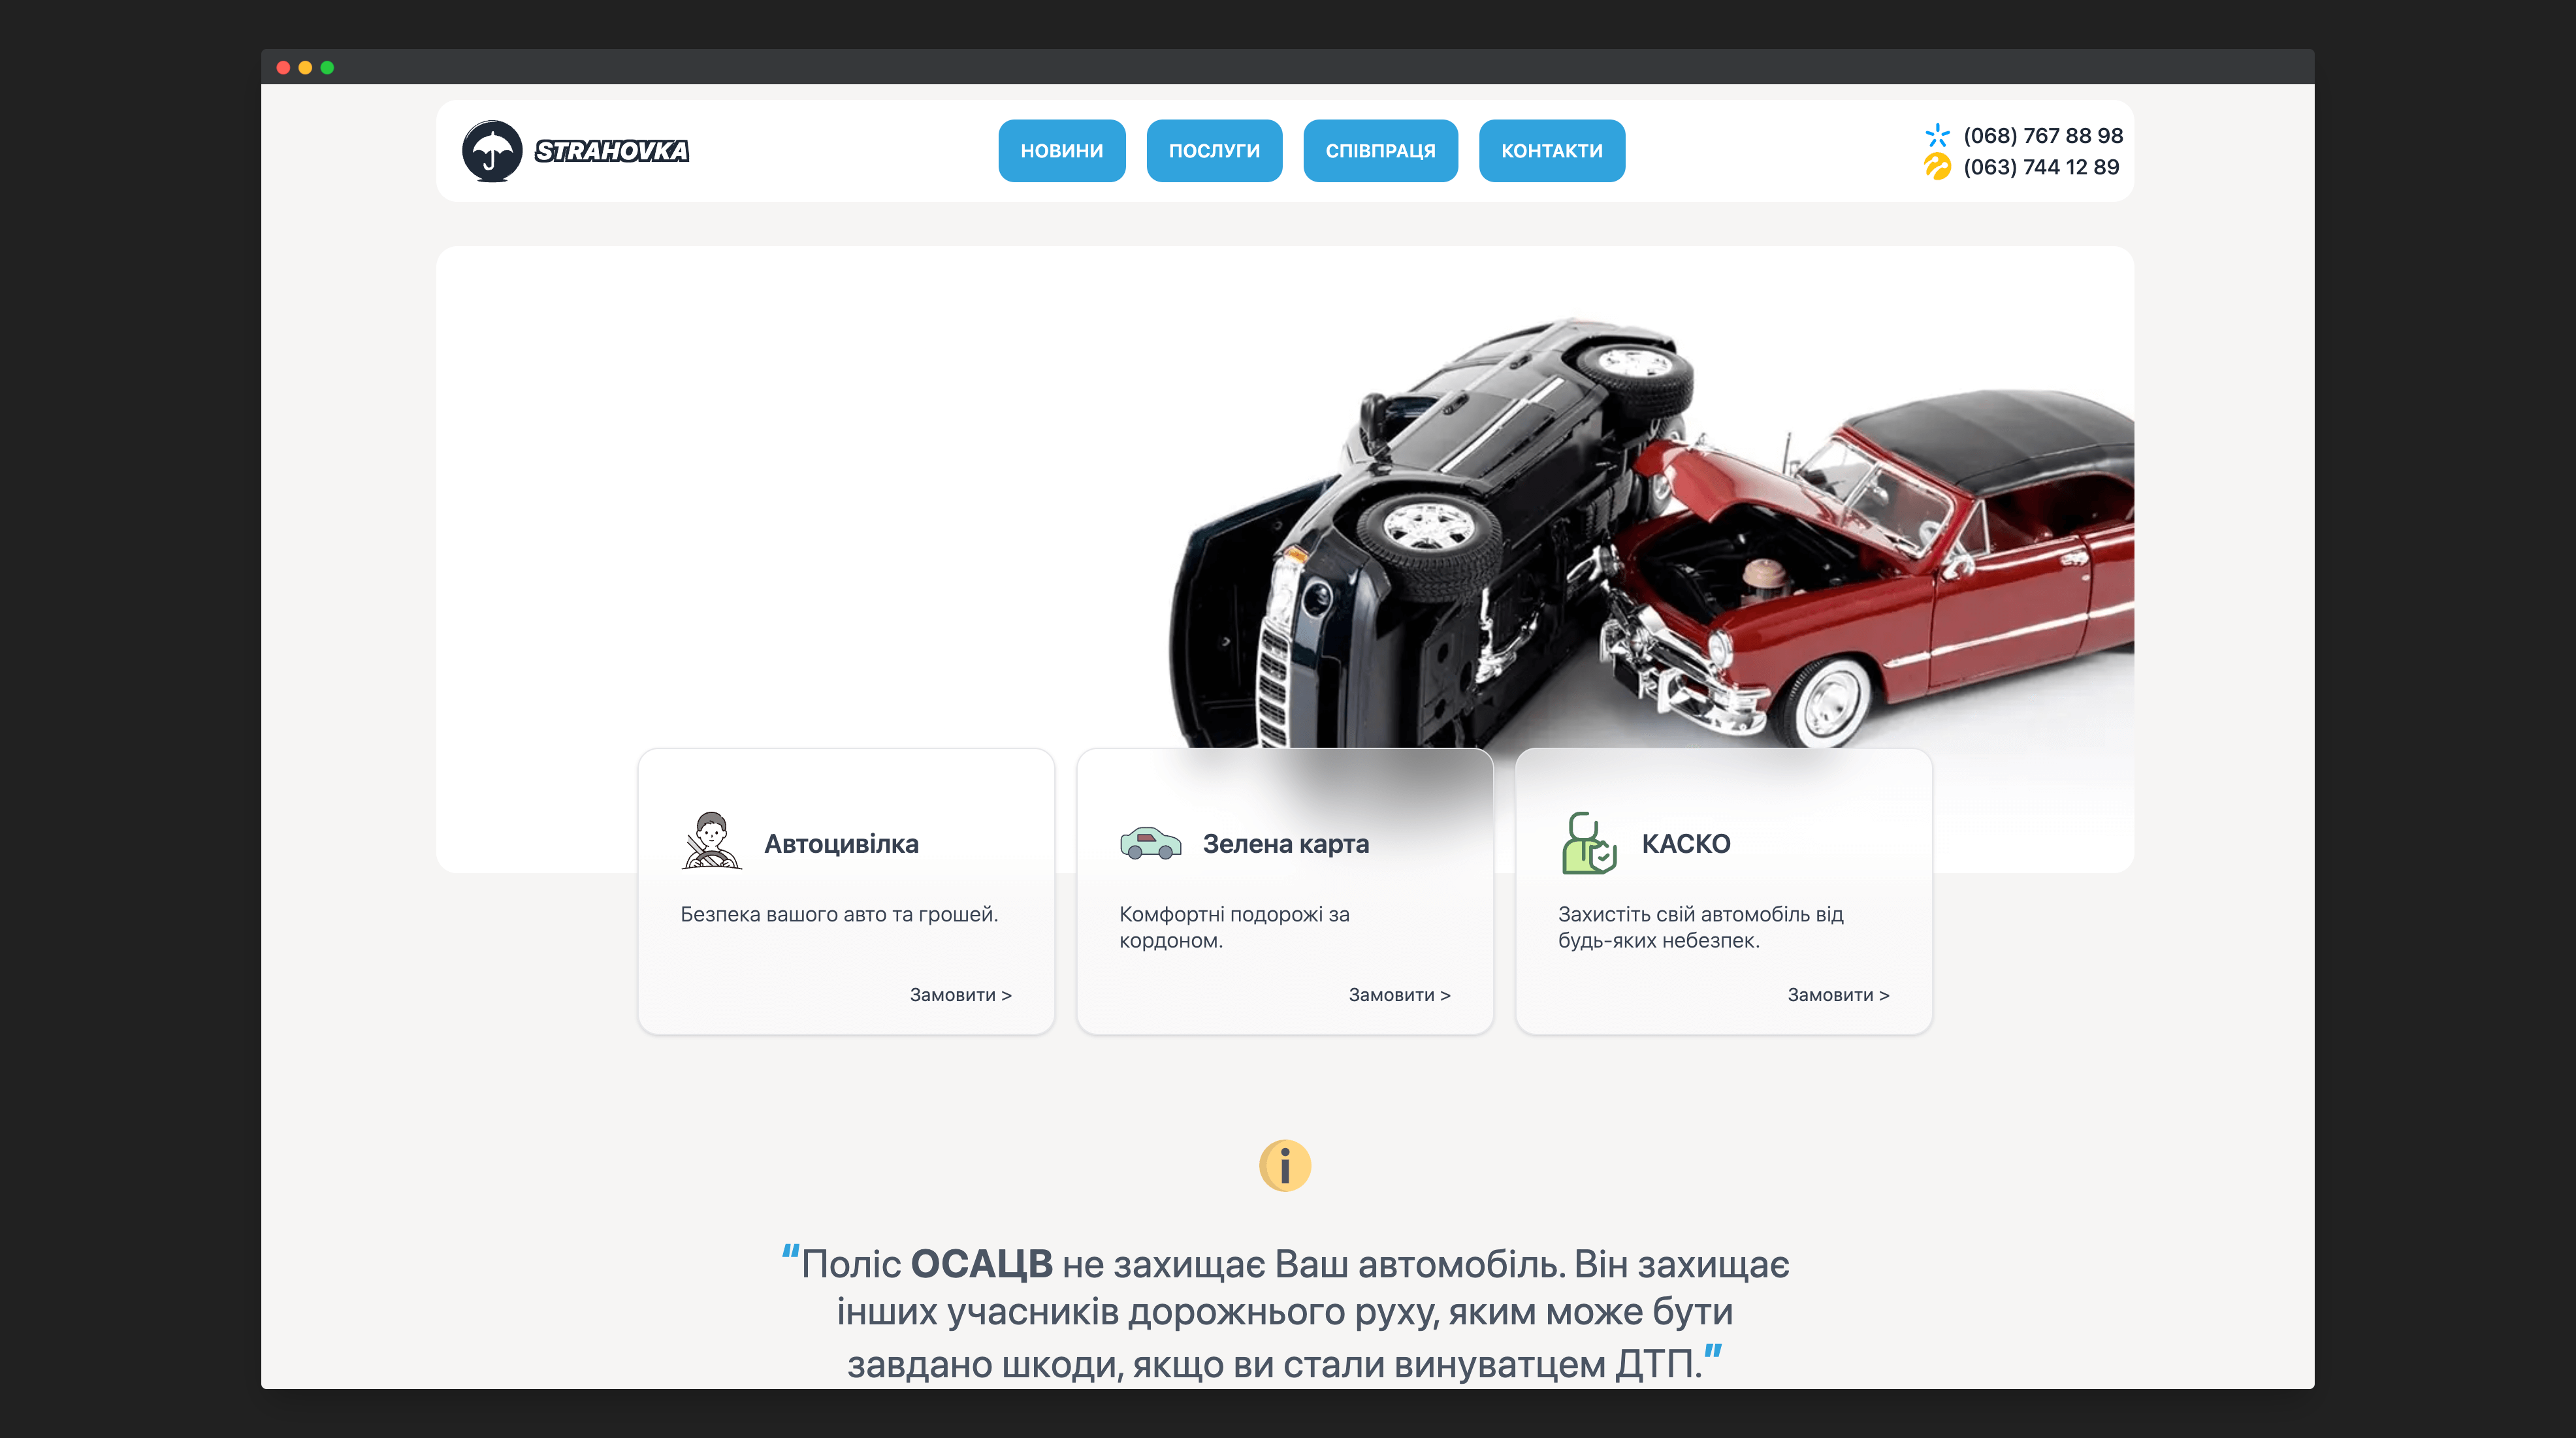 STRAHOVKA
НОВИНИ
ПОСЛУГИ
СПІВПРАЦЯ
КОНТАКТИ
(068) 767 88 98
(063) 744 12 89
Автоцивілка
Безпека вашого авто та грошей.
Замовити >
Зелена карта
Комфортні подорожі за
кордоном.
Замовити >
КАСКО
Захистіть свій автомобіль від
будь-яких небезпек.
Замовити >
i
"Поліс ОСАЦВ не захищає Ваш автомобіль. Він захищає
інших учасників дорожнього руху, яким може бути
завдано шкоди, якщо ви стали винуватцем ДТП."